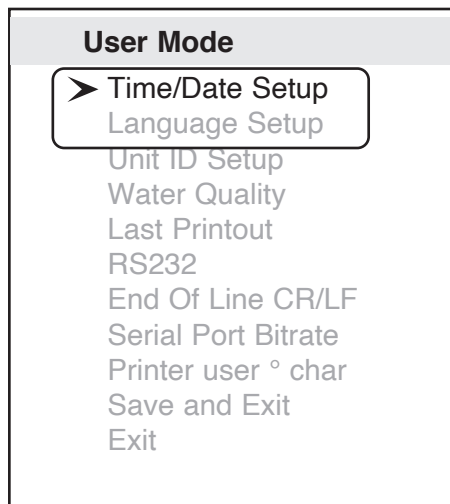 User Mode
➤ Time/Date Setup
Language Setup
Unit ID Setup
Water Quality
Last Printout
RS232
End Of Line CR/LF
Serial Port Bitrate
Printer user ° char
Save and Exit
Exit